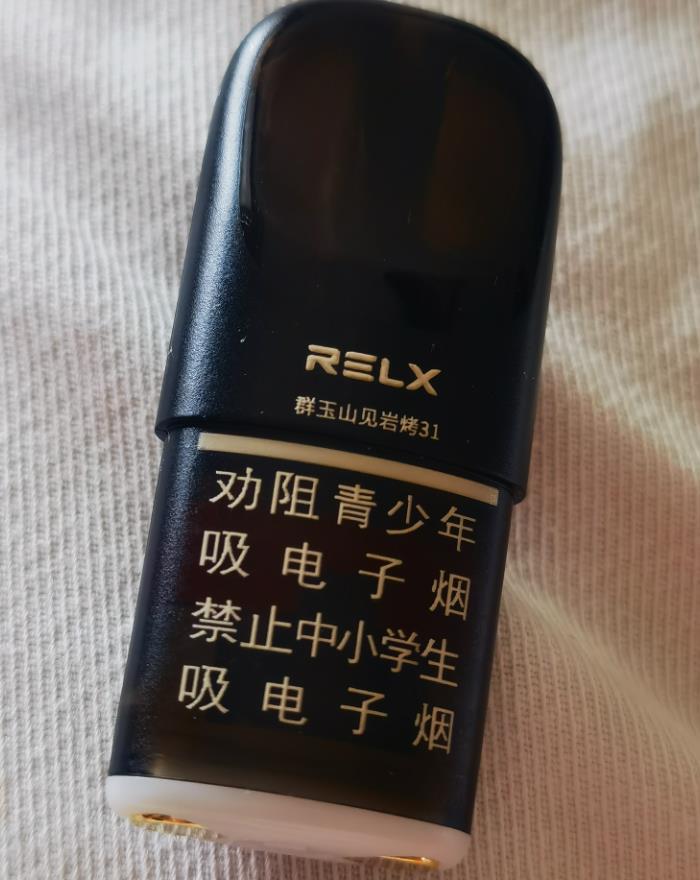 RELX
群玉山见岩烤31
劝阻青少年
吸电子烟
禁止中小学生
吸电子烟